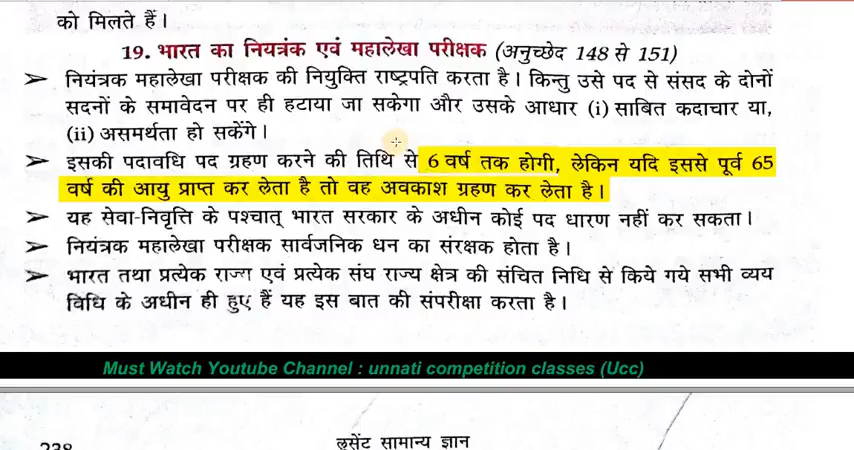 को मिलते हैं।
19. भारत का नियत्रंक एवं महालेखा परीक्षक (अनुच्छेद 148 से 151)
➢ नियंत्रक महालेखा परीक्षक की नियुक्ति राष्ट्रपति करता है। किन्तु उसे पद से संसद के दोनों
सदनों के समावेदन पर ही हटाया जा सकेगा और उसके आधार (i) साबित कदाचार या,
(ii) असमर्थता हो सकेंगे।
➢ इसकी पदावधि पद ग्रहण करने की तिथि से 6 वर्ष तक होगी, लेकिन यदि इससे पूर्व 65
वर्ष की आयु प्राप्त कर लेता है तो वह अवकाश ग्रहण कर लेता है।
➢ यह सेवा-निवृत्ति के पश्चात् भारत सरकार के अधीन कोई पद धारण नहीं कर सकता।
➢ नियंत्रक महालेखा परीक्षक सार्वजनिक धन का संरक्षक होता है।
➢ भारत तथा प्रत्येक राज्य एवं प्रत्येक संघ राज्य क्षेत्र की संचित निधि से किये गये सभी व्यय
विधि के अधीन ही हुए हैं यह इस बात की संपरीक्षा करता है।
Must Watch Youtube Channel : unnati competition classes (Ucc)
238
लूसेंट सामान्य ज्ञान